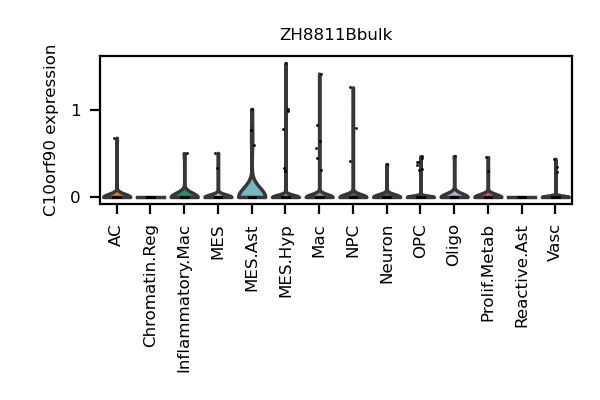 ZH8811Bbulk
C10orf90 expression
1
0
AC
Chromatin.Reg
Inflammatory.Mac
MES
MES.Ast
MES.Hyp
Mac
NPC
Neuron
OPC
Oligo
Prolif.Metab
Reactive.Ast
Vasc